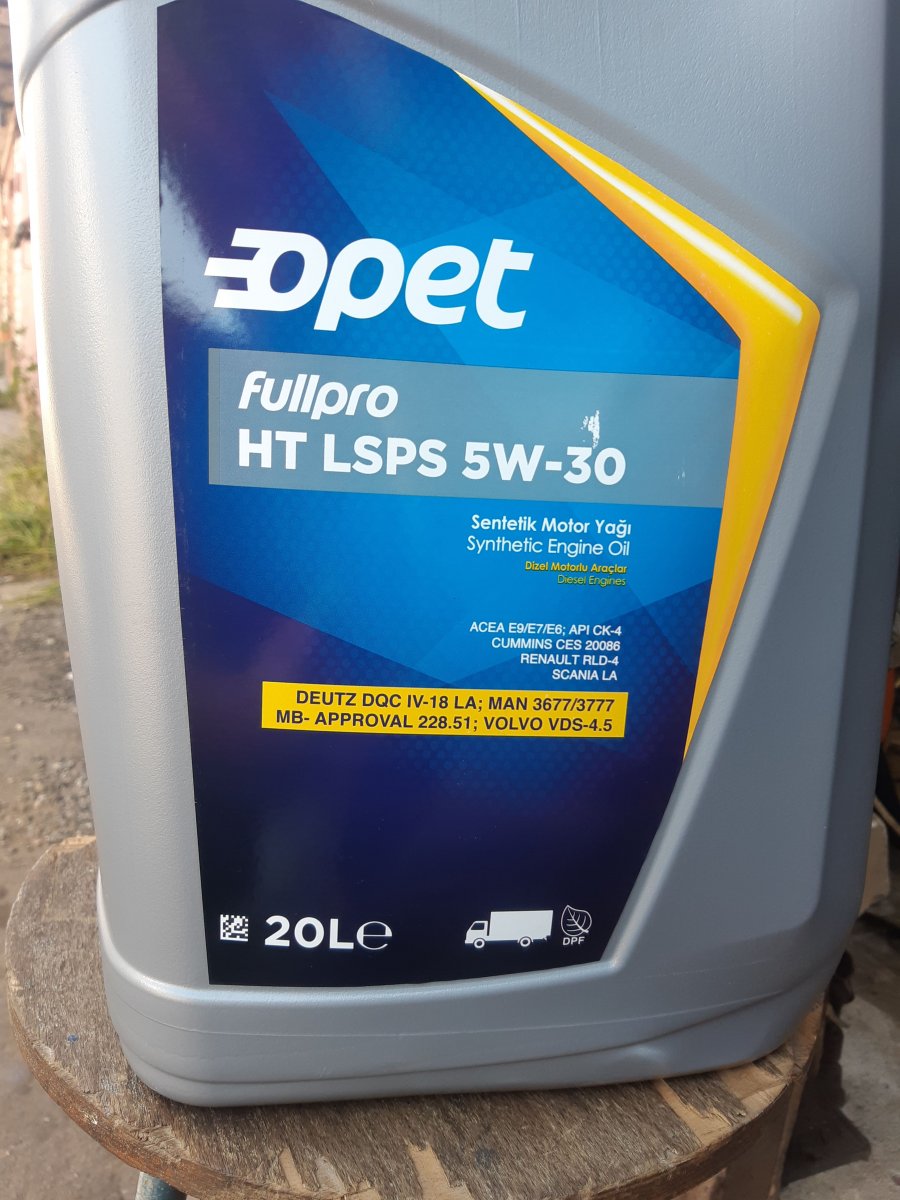 opet
fullpro
HT LSPS 5W-30
Sentetik Motor Yağı
Synthetic Engine Oil
Dizel Motorlu Araçlar
Diesel Engines
ACEA E9/E7/E6; API CK-4
CUMMINS CES 20086
RENAULT RLD-4
SCANIA LA
DEUTZ DQC IV-18 LA; MAN 3677/3777
MB- APPROVAL 228.51; VOLVO VDS-4.5
20L℮
DPF